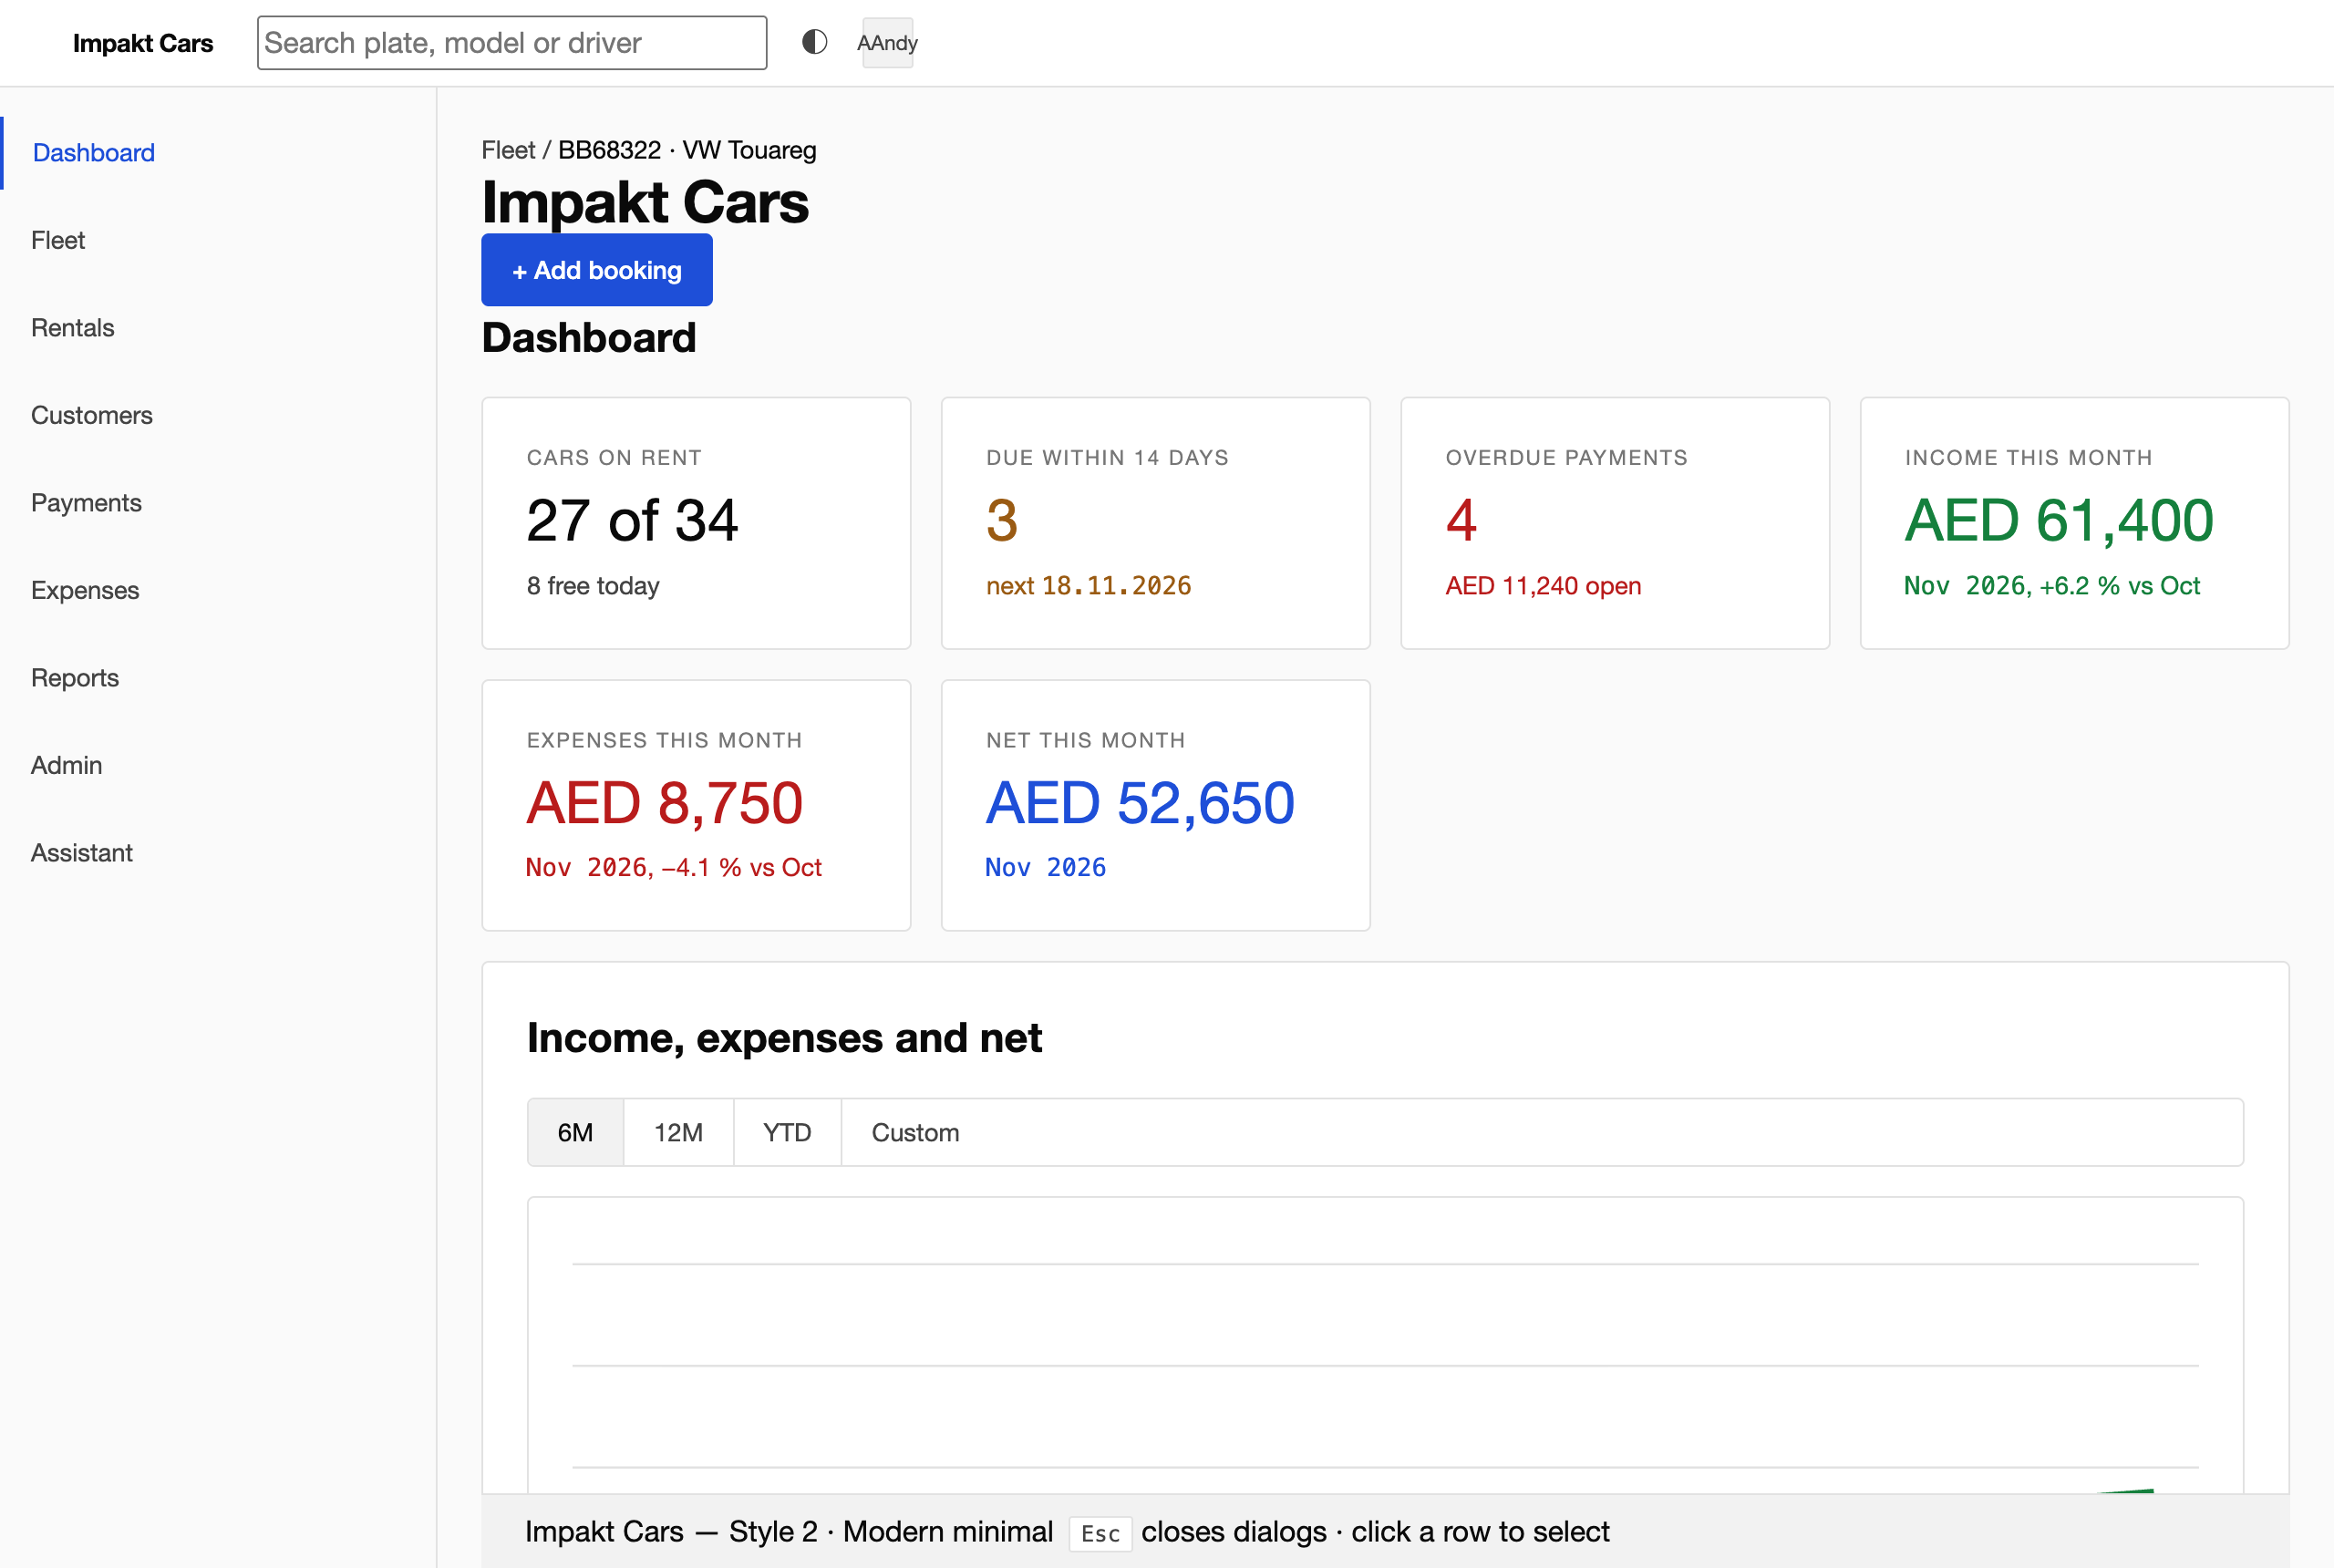 Impakt Cars
Search plate, model or driver
AAndy
Dashboard
Fleet
Rentals
Customers
Payments
Expenses
Reports
Admin
Assistant
Fleet / BB68322 · VW Touareg
Impakt Cars
+ Add booking
Dashboard
CARS ON RENT
27 of 34
8 free today
DUE WITHIN 14 DAYS
3
next 18.11.2026
OVERDUE PAYMENTS
4
AED 11,240 open
INCOME THIS MONTH
AED 61,400
Nov 2026, +6.2 % vs Oct
EXPENSES THIS MONTH
AED 8,750
Nov 2026, −4.1 % vs Oct
NET THIS MONTH
AED 52,650
Nov 2026
Income, expenses and net
6M 12M YTD Custom
Impakt Cars — Style 2 · Modern minimal Esc closes dialogs · click a row to select